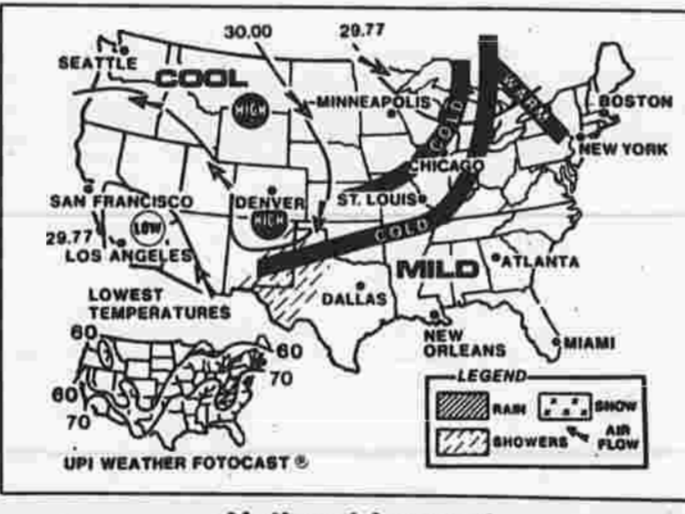 30.00
29.77
SEATTLE
COOL
HIGH
MINNEAPOLIS
COLD
WARM
BOSTON
NEW YORK
CHICAGO
SAN FRANCISCO
DENVER
HIGH
ST. LOUIS
LOW
29.77
LOS ANGELES
COLD
MILD
ATLANTA
LOWEST
TEMPERATURES
DALLAS
NEW
ORLEANS
MIAMI
60
60
70
60
70
LEGEND
RAIN
SNOW
SHOWERS
AIR
FLOW
UPI WEATHER FOTOCAST ®